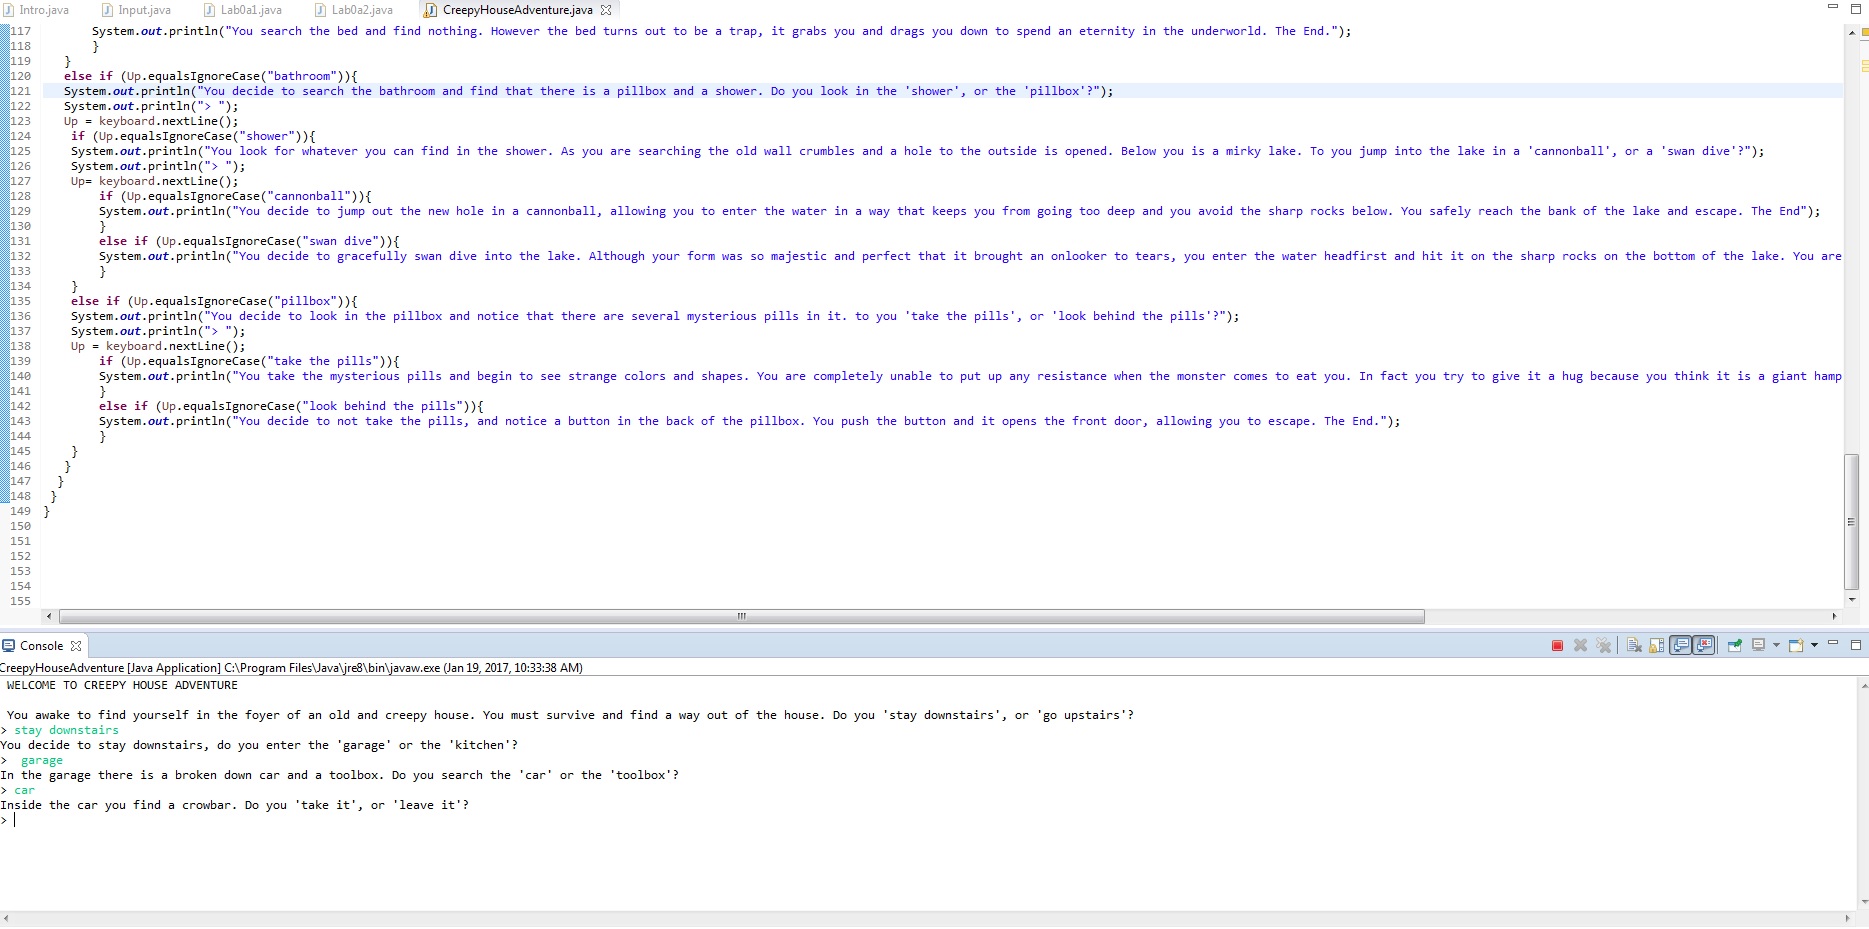 Intro.java Input.java Lab0a1.java Lab0a2.java CreepyHouseAdventure.java
117 System.out.println("You search the bed and find nothing. However the bed turns out to be a trap, it grabs you and drags you down to spend an eternity in the underworld. The End.");
118 }
119 }
120 else if (Up.equalsIgnoreCase("bathroom")){
121 System.out.println("You decide to search the bathroom and find that there is a pillbox and a shower. Do you look in the 'shower', or the 'pillbox'?");
122 System.out.println("> ");
123 Up = keyboard.nextLine();
124 if (Up.equalsIgnoreCase("shower")){
125 System.out.println("You look for whatever you can find in the shower. As you are searching the old wall crumbles and a hole to the outside is opened. Below you is a mirky lake. To you jump into the lake in a 'cannonball', or a 'swan dive'?");
126 System.out.println("> ");
127 Up= keyboard.nextLine();
128 if (Up.equalsIgnoreCase("cannonball")){
129 System.out.println("You decide to jump out the new hole in a cannonball, allowing you to enter the water in a way that keeps you from going too deep and you avoid the sharp rocks below. You safely reach the bank of the lake and escape. The End");
130 }
131 else if (Up.equalsIgnoreCase("swan dive")){
132 System.out.println("You decide to gracefully swan dive into the lake. Although your form was so majestic and perfect that it brought an onlooker to tears, you enter the water headfirst and hit it on the sharp rocks on the bottom of the lake. You are
133 }
134 }
135 else if (Up.equalsIgnoreCase("pillbox")){
136 System.out.println("You decide to look in the pillbox and notice that there are several mysterious pills in it. to you 'take the pills', or 'look behind the pills'?");
137 System.out.println("> ");
138 Up = keyboard.nextLine();
139 if (Up.equalsIgnoreCase("take the pills")){
140 System.out.println("You take the mysterious pills and begin to see strange colors and shapes. You are completely unable to put up any resistance when the monster comes to eat you. In fact you try to give it a hug because you think it is a giant hamp
141 }
142 else if (Up.equalsIgnoreCase("look behind the pills")){
143 System.out.println("You decide to not take the pills, and notice a button in the back of the pillbox. You push the button and it opens the front door, allowing you to escape. The End.");
144 }
145 }
146 }
147 }
148 }
149 }
150
151
152
153
154
155
Console
CreepyHouseAdventure [Java Application] C:\Program Files\Java\jre8\bin\javaw.exe (Jan 19, 2017, 10:33:38 AM)
WELCOME TO CREEPY HOUSE ADVENTURE
You awake to find yourself in the foyer of an old and creepy house. You must survive and find a way out of the house. Do you 'stay downstairs', or 'go upstairs'?
> stay downstairs
You decide to stay downstairs, do you enter the 'garage' or the 'kitchen'?
> garage
In the garage there is a broken down car and a toolbox. Do you search the 'car' or the 'toolbox'?
> car
Inside the car you find a crowbar. Do you 'take it', or 'leave it'?
>